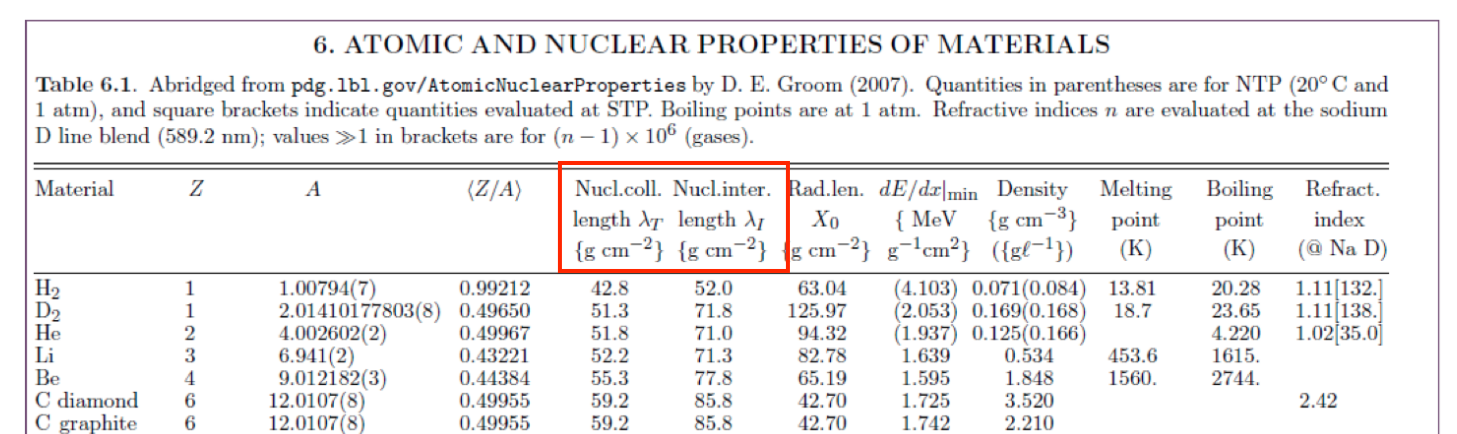 6. ATOMIC AND NUCLEAR PROPERTIES OF MATERIALS
Table 6.1. Abridged from pdg.lbl.gov/AtomicNuclearProperties by D. E. Groom (2007). Quantities in parentheses are for NTP (20° C and
1 atm), and square brackets indicate quantities evaluated at STP. Boiling points are at 1 atm. Refractive indices n are evaluated at the sodium
D line blend (589.2 nm); values ≫1 in brackets are for (n − 1) × 10⁶ (gases).
Material Z A ⟨Z/A⟩ Nucl.coll. Nucl.inter. Rad.len. dE/dx|min Density Melting Boiling Refract.
length λT length λI X0 { MeV {g cm−3} point point index
{g cm−2} {g cm−2} {g cm−2} g−1cm2} ({gℓ−1}) (K) (K) (@ Na D)
H2 1 1.00794(7) 0.99212 42.8 52.0 63.04 (4.103) 0.071(0.084) 13.81 20.28 1.11[132.]
D2 1 2.01410177803(8) 0.49650 51.3 71.8 125.97 (2.053) 0.169(0.168) 18.7 23.65 1.11[138.]
He 2 4.002602(2) 0.49967 51.8 71.0 94.32 (1.937) 0.125(0.166) 4.220 1.02[35.0]
Li 3 6.941(2) 0.43221 52.2 71.3 82.78 1.639 0.534 453.6 1615.
Be 4 9.012182(3) 0.44384 55.3 77.8 65.19 1.595 1.848 1560. 2744.
C diamond 6 12.0107(8) 0.49955 59.2 85.8 42.70 1.725 3.520 2.42
C graphite 6 12.0107(8) 0.49955 59.2 85.8 42.70 1.742 2.210